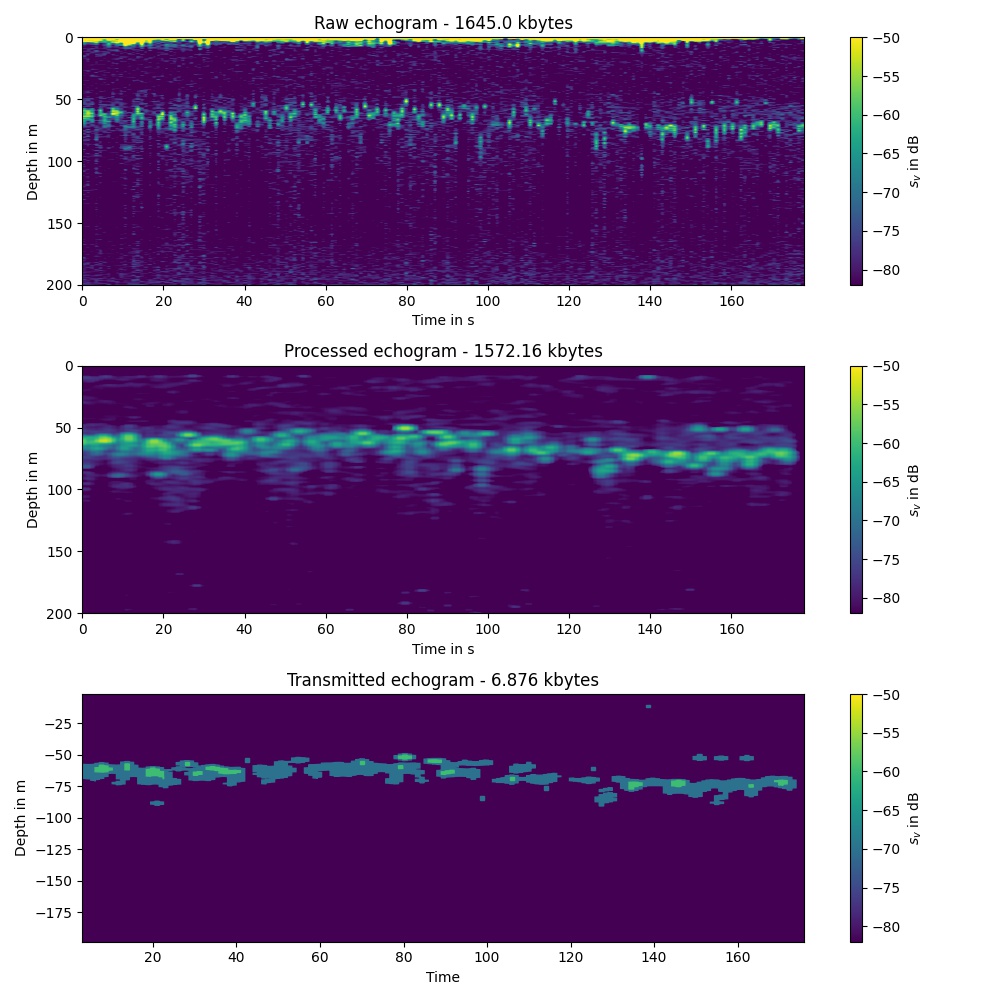 Raw echogram - 1645.0 kbytes
0
50
100
150
200
Depth in m
0 20 40 60 80 100 120 140 160
Time in s
−50
−55
−60
−65
−70
−75
−80
s_v in dB
Processed echogram - 1572.16 kbytes
0
50
100
150
200
Depth in m
0 20 40 60 80 100 120 140 160
Time in s
−50
−55
−60
−65
−70
−75
−80
s_v in dB
Transmitted echogram - 6.876 kbytes
−25
−50
−75
−100
−125
−150
−175
Depth in m
20 40 60 80 100 120 140 160
Time
−50
−55
−60
−65
−70
−75
−80
s_v in dB